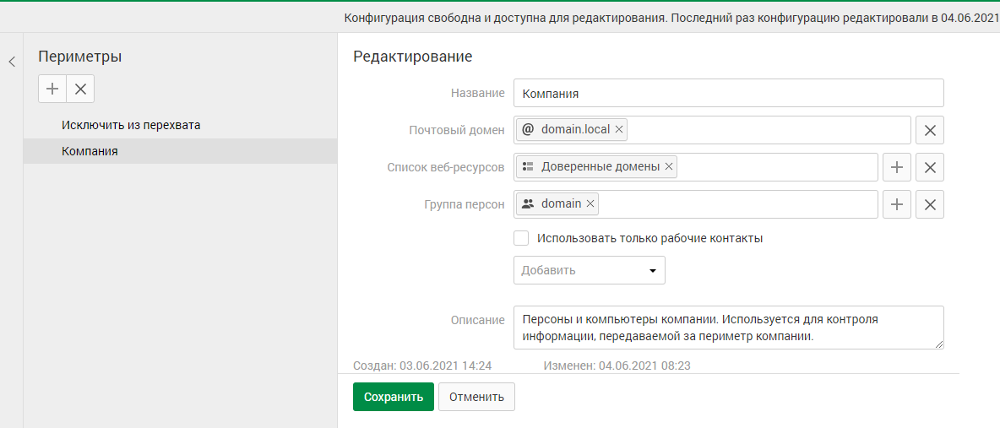 Конфигурация свободна и доступна для редактирования. Последний раз конфигурацию редактировали в 04.06.2021
Периметры
Исключить из перехвата
Компания
Редактирование
Название Компания
Почтовый домен @ domain.local
Список веб-ресурсов Доверенные домены
Группа персон domain
Использовать только рабочие контакты
Добавить
Описание Персоны и компьютеры компании. Используется для контроля
информации, передаваемой за периметр компании.
Создан: 03.06.2021 14:24 Изменен: 04.06.2021 08:23
Сохранить Отменить